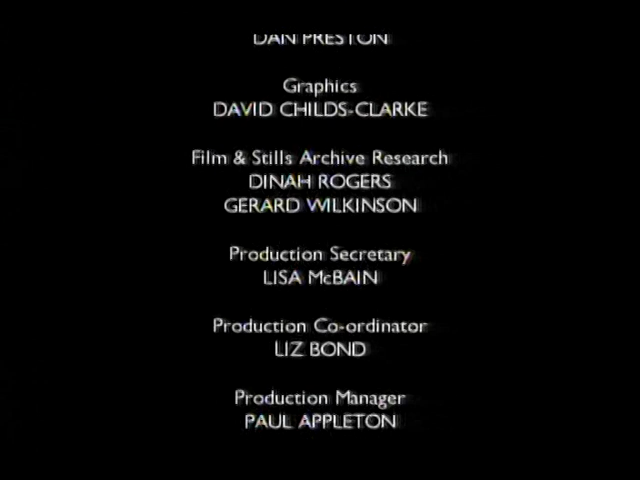 DAN PRESTON
Graphics
DAVID CHILDS-CLARKE
Film & Stills Archive Research
DINAH ROGERS
GERARD WILKINSON
Production Secretary
LISA McBAIN
Production Co-ordinator
LIZ BOND
Production Manager
PAUL APPLETON